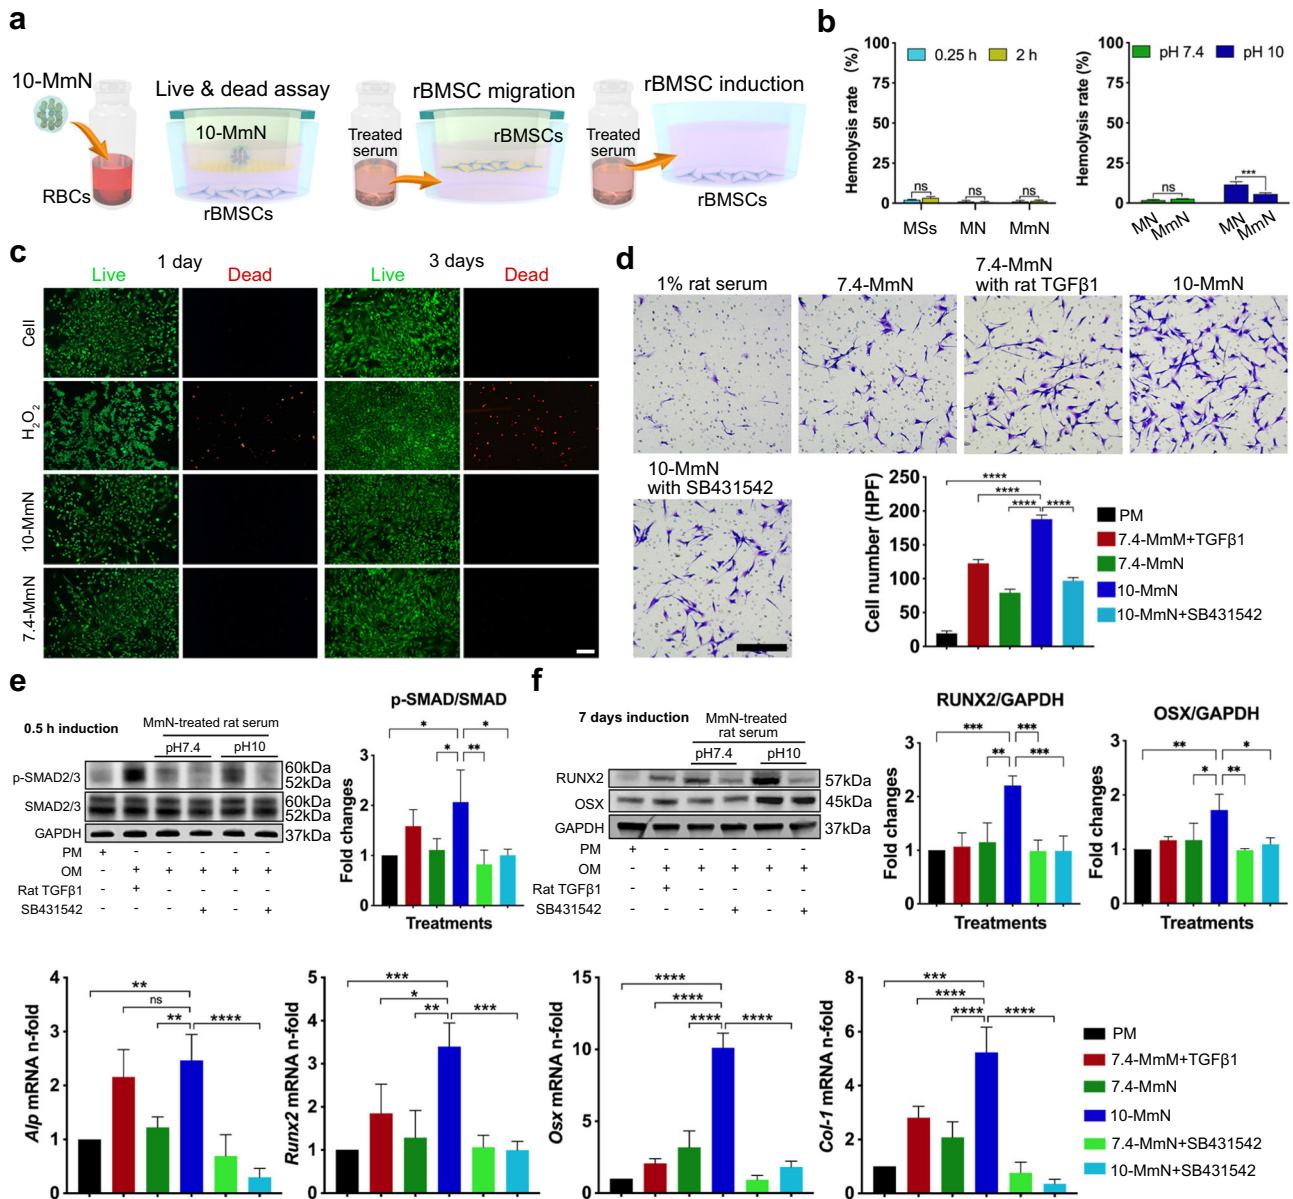 a
10-MmN
RBCs
Live & dead assay
10-MmN
rBMSCs
Treated
serum
rBMSC migration
rBMSCs
Treated
serum
rBMSC induction
rBMSCs
b
Hemolysis rate (%)
100
75
50
25
0
0.25 h
2 h
ns
ns
ns
MSs
MN
MmN
Hemolysis rate (%)
100
75
50
25
0
pH 7.4
pH 10
ns
***
MN
MmN
MN
MmN
c
1 day
3 days
Live
Dead
Live
Dead
Cell
H2O2
10-MmN
7.4-MmN
d
1% rat serum
7.4-MmN
7.4-MmN
with rat TGFβ1
10-MmN
10-MmN
with SB431542
Cell number (HPF)
250
200
150
100
50
0
****
****
****
****
PM
7.4-MmM+TGFβ1
7.4-MmN
10-MmN
10-MmN+SB431542
e
0.5 h induction
MmN-treated rat serum
pH7.4
pH10
p-SMAD2/3
60kDa
52kDa
SMAD2/3
60kDa
52kDa
GAPDH
37kDa
PM + - - - - -
OM - + + + + +
Rat TGFβ1 - + - - - -
SB431542 - - - + - +
p-SMAD/SMAD
Fold changes
3
2
1
0
*
*
*
**
Treatments
f
7 days induction
MmN-treated
rat serum
pH7.4
pH10
RUNX2
57kDa
OSX
45kDa
GAPDH
37kDa
PM + - - - - -
OM - + + + + +
Rat TGFβ1 - + - - - -
SB431542 - - - + - +
RUNX2/GAPDH
Fold changes
3
2
1
0
***
***
**
***
Treatments
OSX/GAPDH
Fold changes
3
2
1
0
**
*
*
**
Treatments
Alp mRNA n-fold
4
3
2
1
0
**
ns
**
****
Runx2 mRNA n-fold
5
4
3
2
1
0
***
*
**
***
Osx mRNA n-fold
15
10
5
0
****
****
****
****
Col-1 mRNA n-fold
8
6
4
2
0
***
****
****
****
PM
7.4-MmM+TGFβ1
7.4-MmN
10-MmN
7.4-MmN+SB431542
10-MmN+SB431542